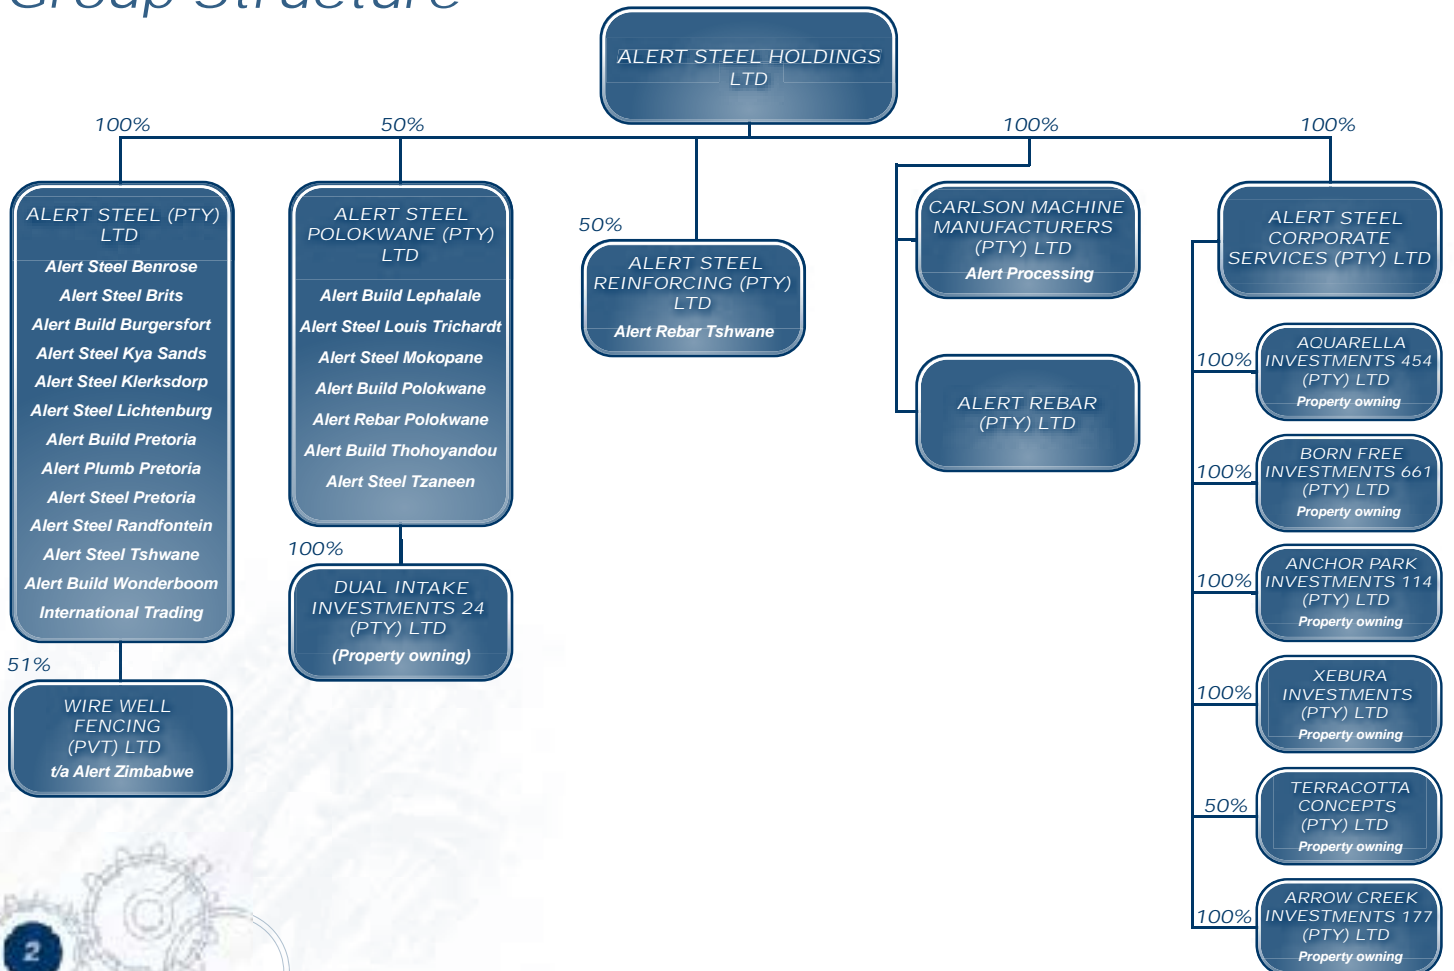 Group Structure
ALERT STEEL HOLDINGS
LTD
100%
50%
100%
100%
ALERT STEEL (PTY)
LTD
Alert Steel Benrose
Alert Steel Brits
Alert Build Burgersfort
Alert Steel Kya Sands
Alert Steel Klerksdorp
Alert Steel Lichtenburg
Alert Build Pretoria
Alert Plumb Pretoria
Alert Steel Pretoria
Alert Steel Randfontein
Alert Steel Tshwane
Alert Build Wonderboom
International Trading
51%
WIRE WELL
FENCING
(PVT) LTD
t/a Alert Zimbabwe
ALERT STEEL
POLOKWANE (PTY)
LTD
Alert Build Lephalale
Alert Steel Louis Trichardt
Alert Steel Mokopane
Alert Build Polokwane
Alert Rebar Polokwane
Alert Build Thohoyandou
Alert Steel Tzaneen
100%
DUAL INTAKE
INVESTMENTS 24
(PTY) LTD
(Property owning)
50%
ALERT STEEL
REINFORCING (PTY)
LTD
Alert Rebar Tshwane
CARLSON MACHINE
MANUFACTURERS
(PTY) LTD
Alert Processing
ALERT REBAR
(PTY) LTD
ALERT STEEL
CORPORATE
SERVICES (PTY) LTD
100%
AQUARELLA
INVESTMENTS 454
(PTY) LTD
Property owning
100%
BORN FREE
INVESTMENTS 661
(PTY) LTD
Property owning
100%
ANCHOR PARK
INVESTMENTS 114
(PTY) LTD
Property owning
100%
XEBURA
INVESTMENTS
(PTY) LTD
Property owning
50%
TERRACOTTA
CONCEPTS
(PTY) LTD
Property owning
100%
ARROW CREEK
INVESTMENTS 177
(PTY) LTD
Property owning
2